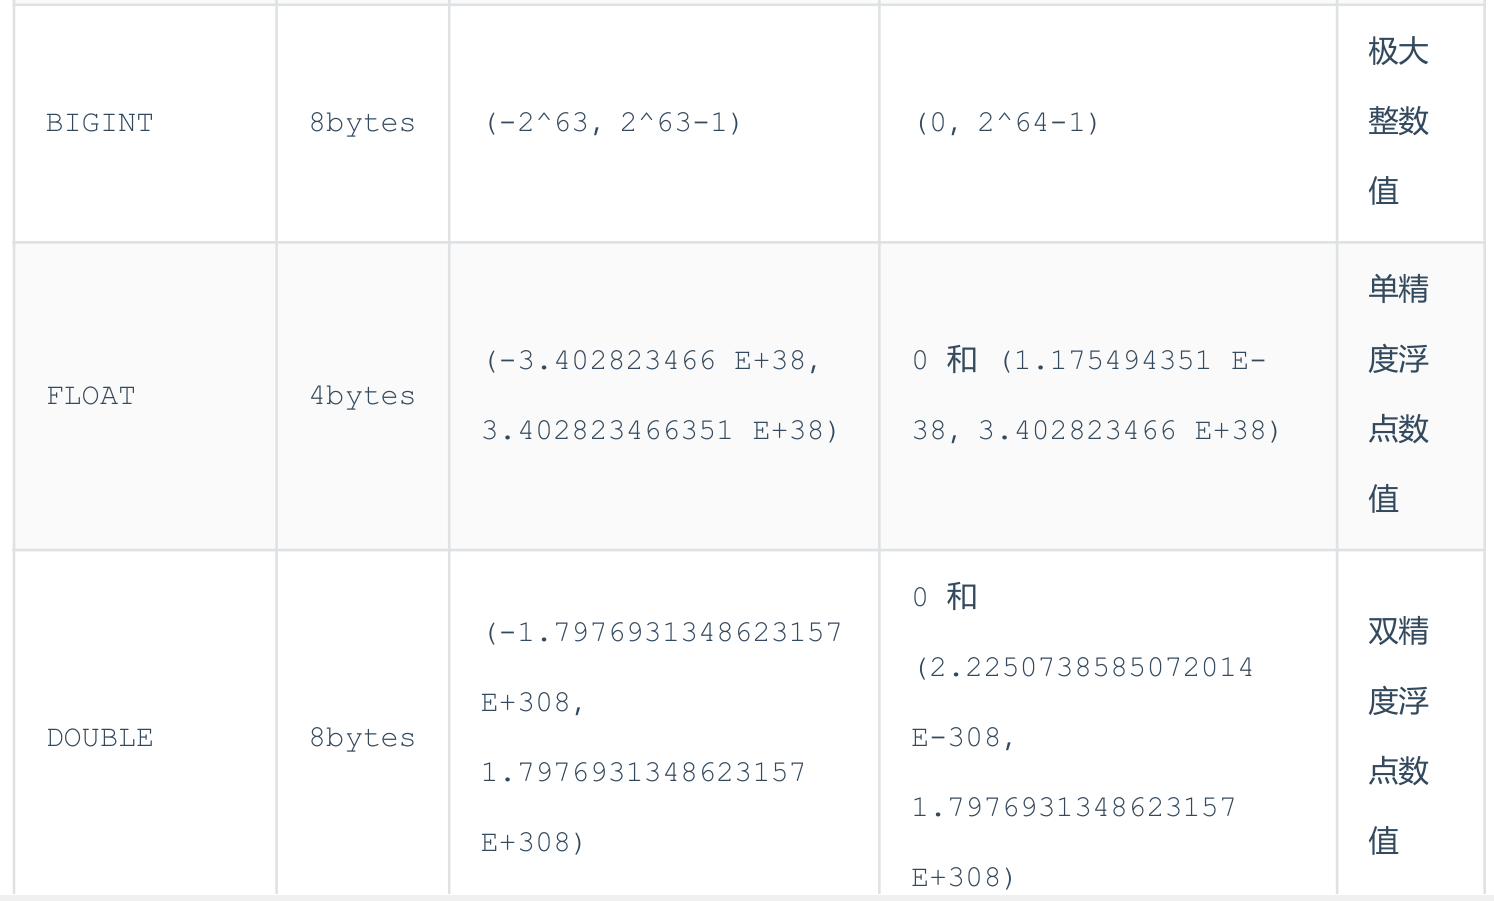 BIGINT
8bytes
(-2^63, 2^63-1)
(0, 2^64-1)
极大
整数
值
FLOAT
4bytes
(-3.402823466 E+38,
3.402823466351 E+38)
0 和 (1.175494351 E-
38, 3.402823466 E+38)
单精
度浮
点数
值
DOUBLE
8bytes
(-1.7976931348623157
E+308,
1.7976931348623157
E+308)
0 和
(2.2250738585072014
E-308,
1.7976931348623157
E+308)
双精
度浮
点数
值